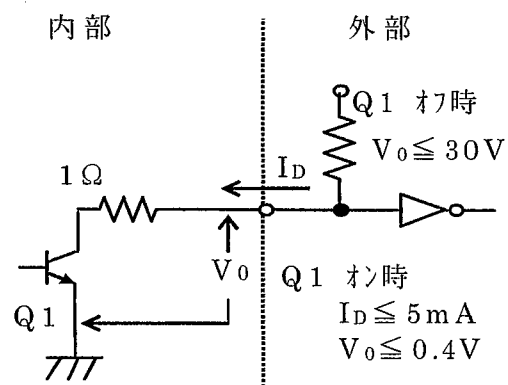 内部
外部
Q1 ｵﾌ時
V0≦30V
ID
1Ω
V0
Q1 ｵﾝ時
ID≦5mA
V0≦0.4V
Q1